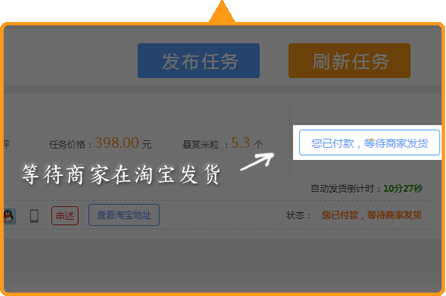 发布任务 刷新任务
评 任务价格：398.00 元 悬赏米粒：5.3 个
您已付款，等待商家发货
等待商家在淘宝发货
自动发货倒计时：10分27秒
申述 查看淘宝地址 状态： 您已付款，等待商家发货